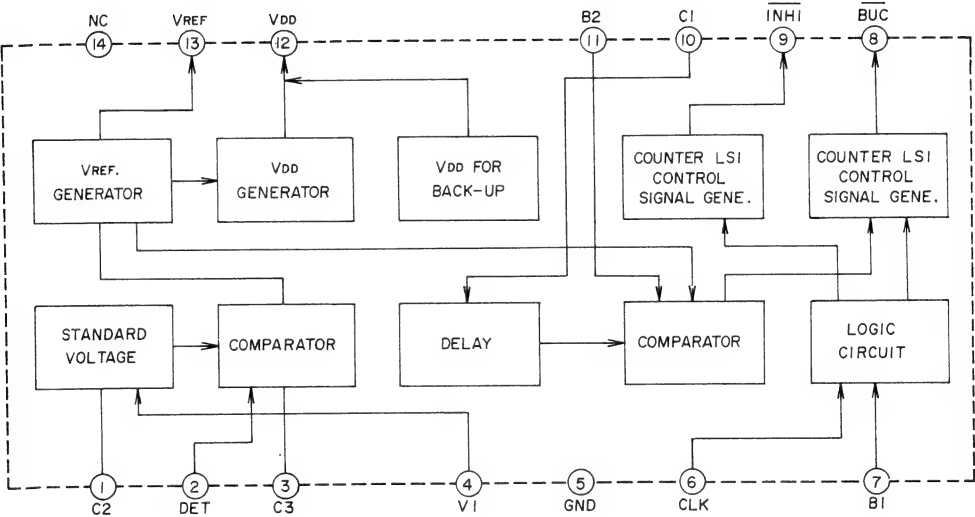 NC VREF VDD B2 C1 INH1 BUC
14 13 12 11 10 9 8
VREF.
GENERATOR
VDD
GENERATOR
VDD FOR
BACK-UP
COUNTER LSI
CONTROL
SIGNAL GENE.
COUNTER LSI
CONTROL
SIGNAL GENE.
STANDARD
VOLTAGE
COMPARATOR
DELAY
COMPARATOR
LOGIC
CIRCUIT
1 2 3 4 5 6 7
C2 DET C3 V1 GND CLK B1